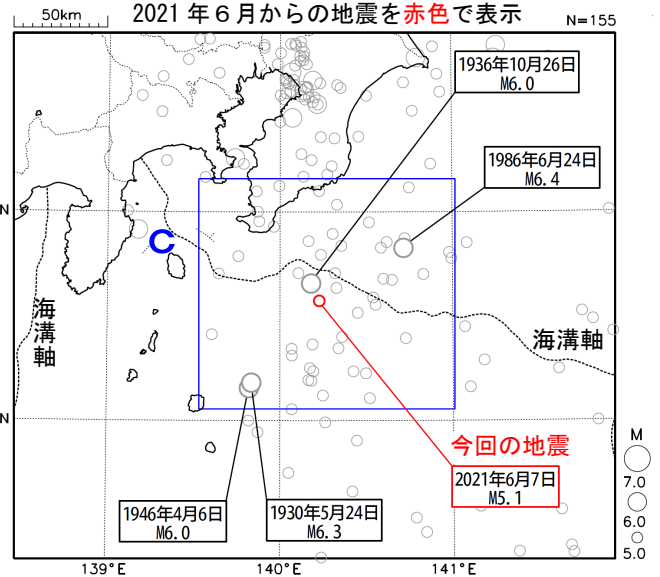 50km
2021年６月からの地震を赤色で表示
N=155
1936年10月26日
M6.0
1986年6月24日
M6.4
N
C
海溝軸
海溝軸
N
今回の地震
2021年6月7日
M5.1
1946年4月6日
M6.0
1930年5月24日
M6.3
M
7.0
6.0
5.0
139°E
140°E
141°E